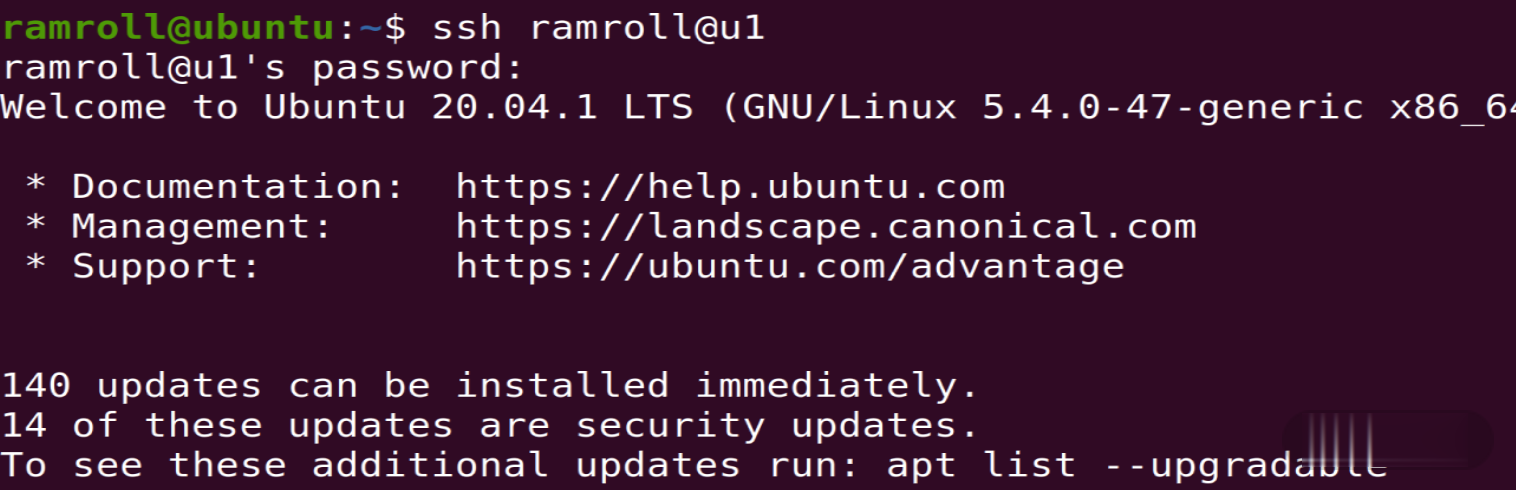 ramroll@ubuntu:~$ ssh ramroll@u1
ramroll@u1's password:
Welcome to Ubuntu 20.04.1 LTS (GNU/Linux 5.4.0-47-generic x86_64
 * Documentation:  https://help.ubuntu.com
 * Management:     https://landscape.canonical.com
 * Support:        https://ubuntu.com/advantage
140 updates can be installed immediately.
14 of these updates are security updates.
To see these additional updates run: apt list --upgradable